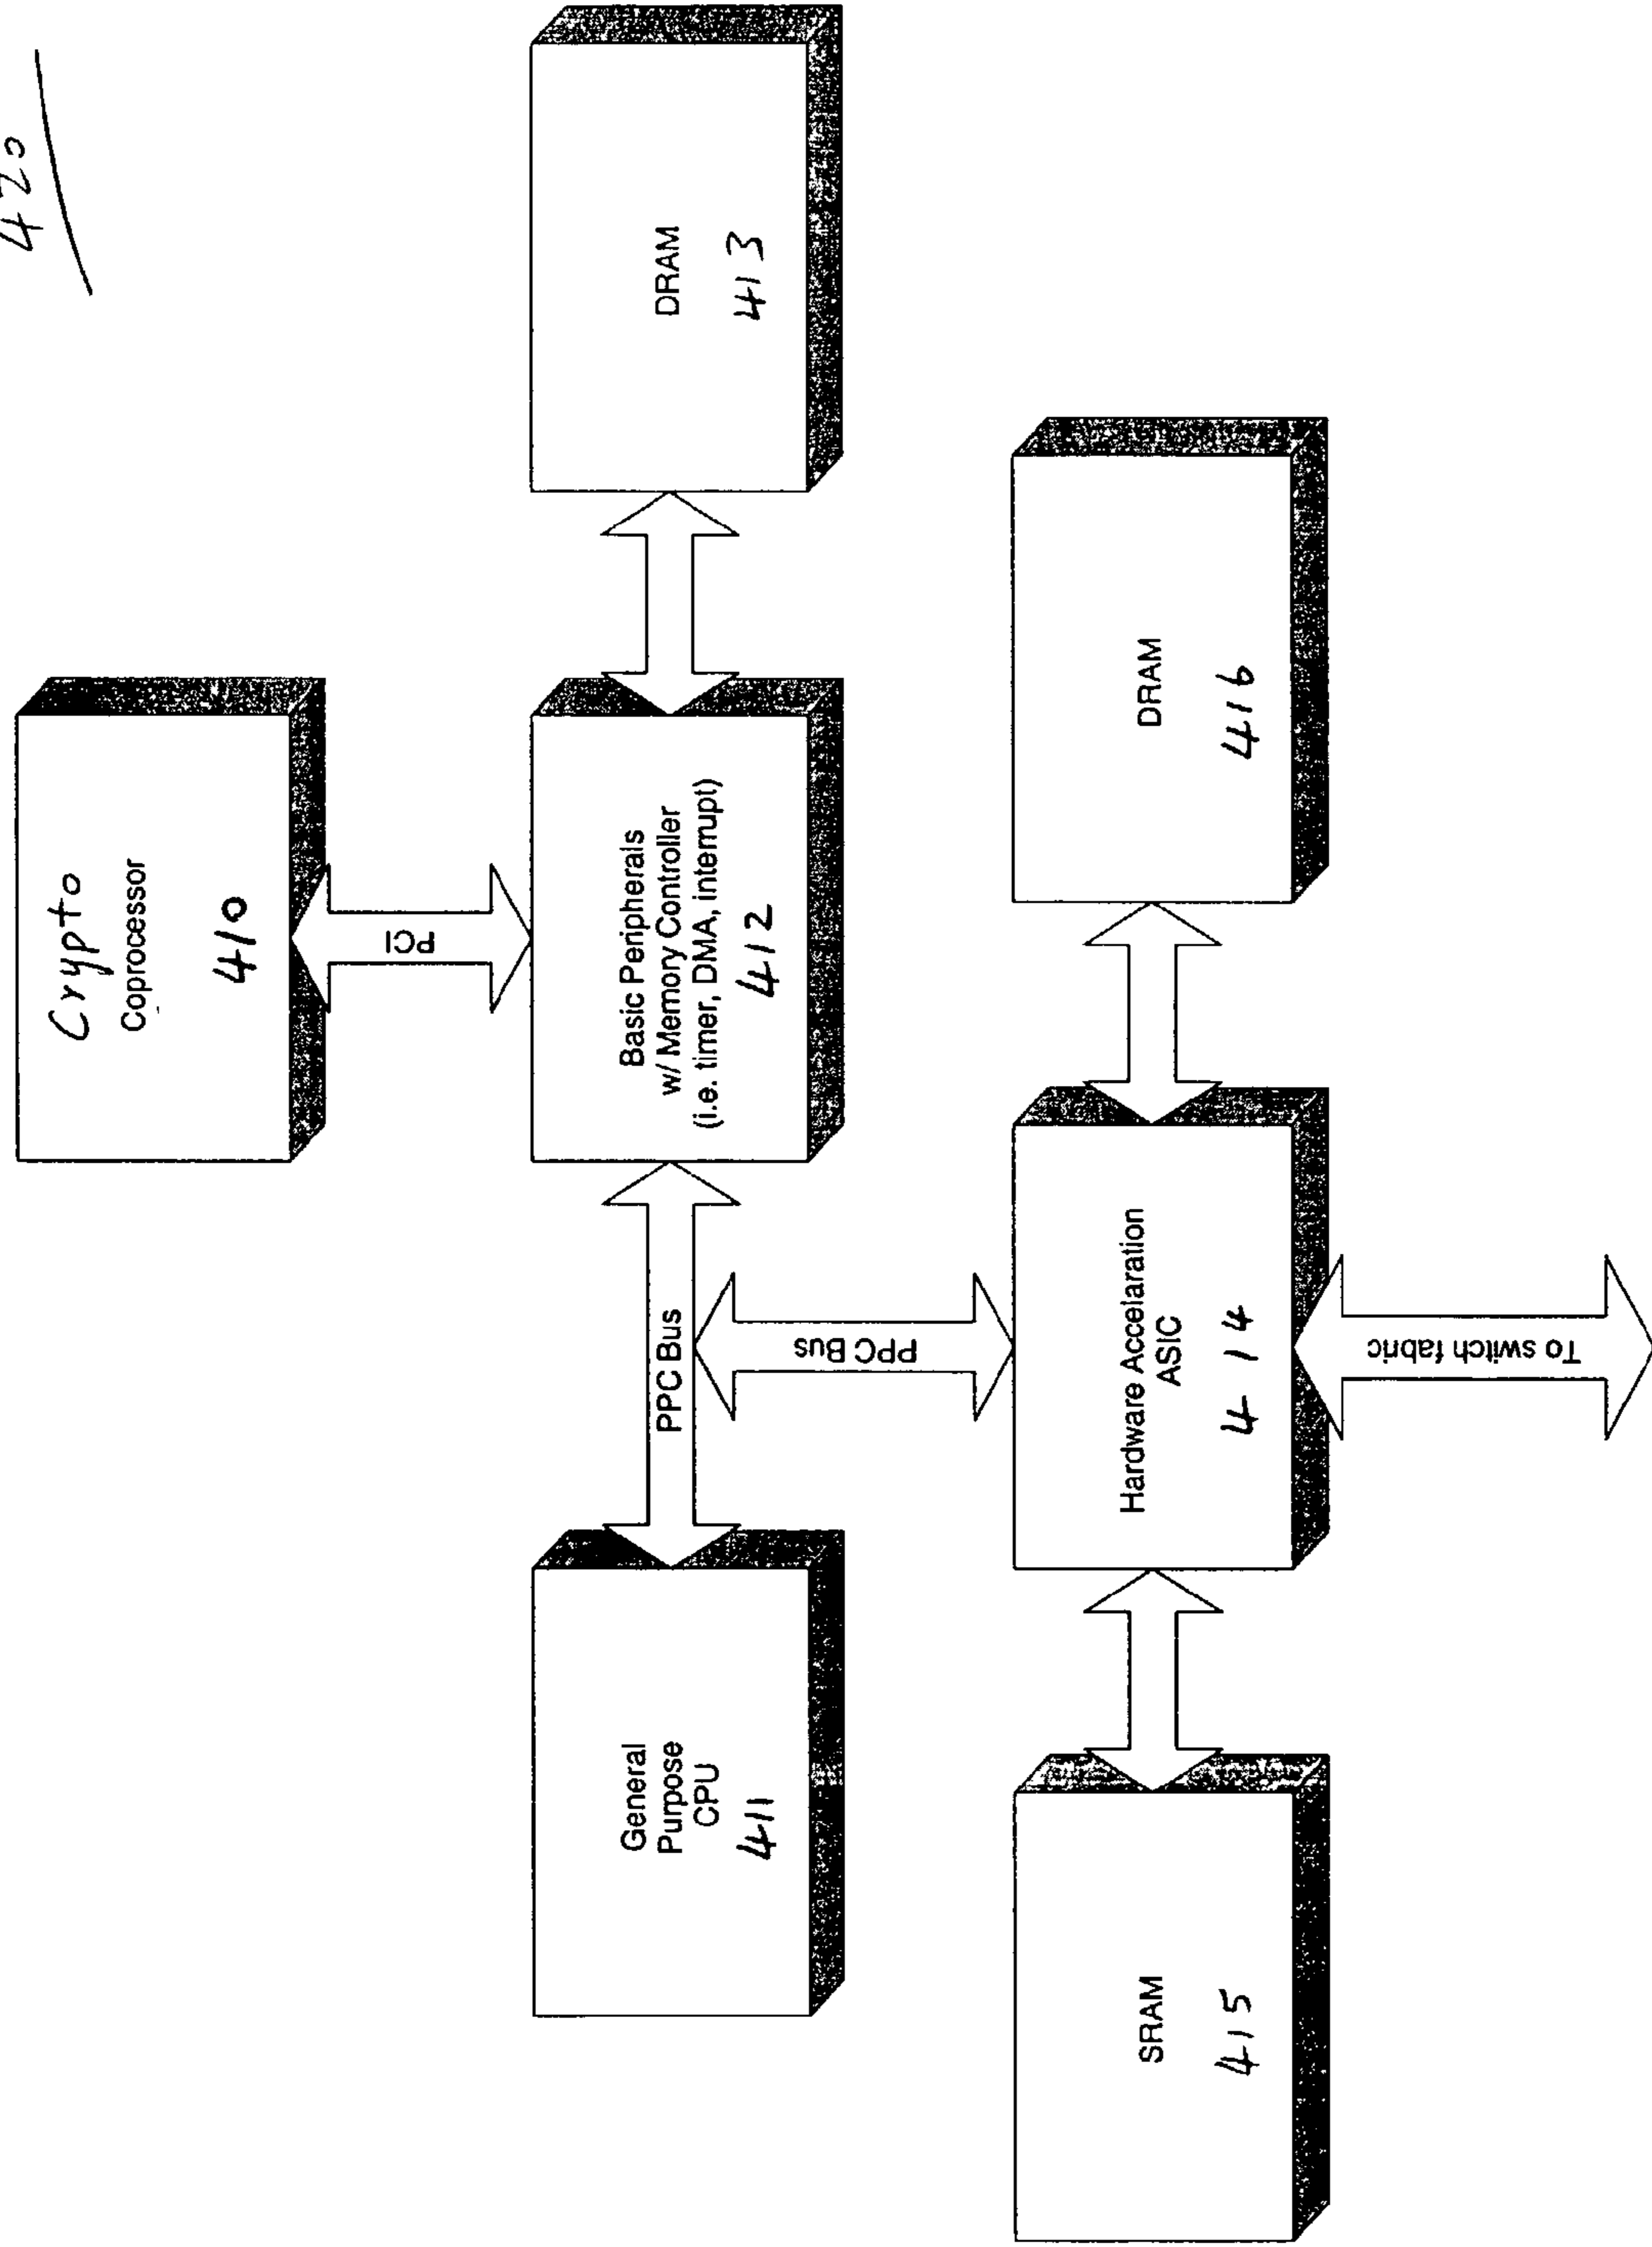 420
Crypto
Coprocessor
410
PCI
General
Purpose
CPU
411
PPC Bus
Basic Peripherals
w/ Memory Controller
(i.e. timer, DMA, interrupt)
412
DRAM
413
PPC Bus
SRAM
415
Hardware Accelaration
ASIC
414
DRAM
416
To switch fabric